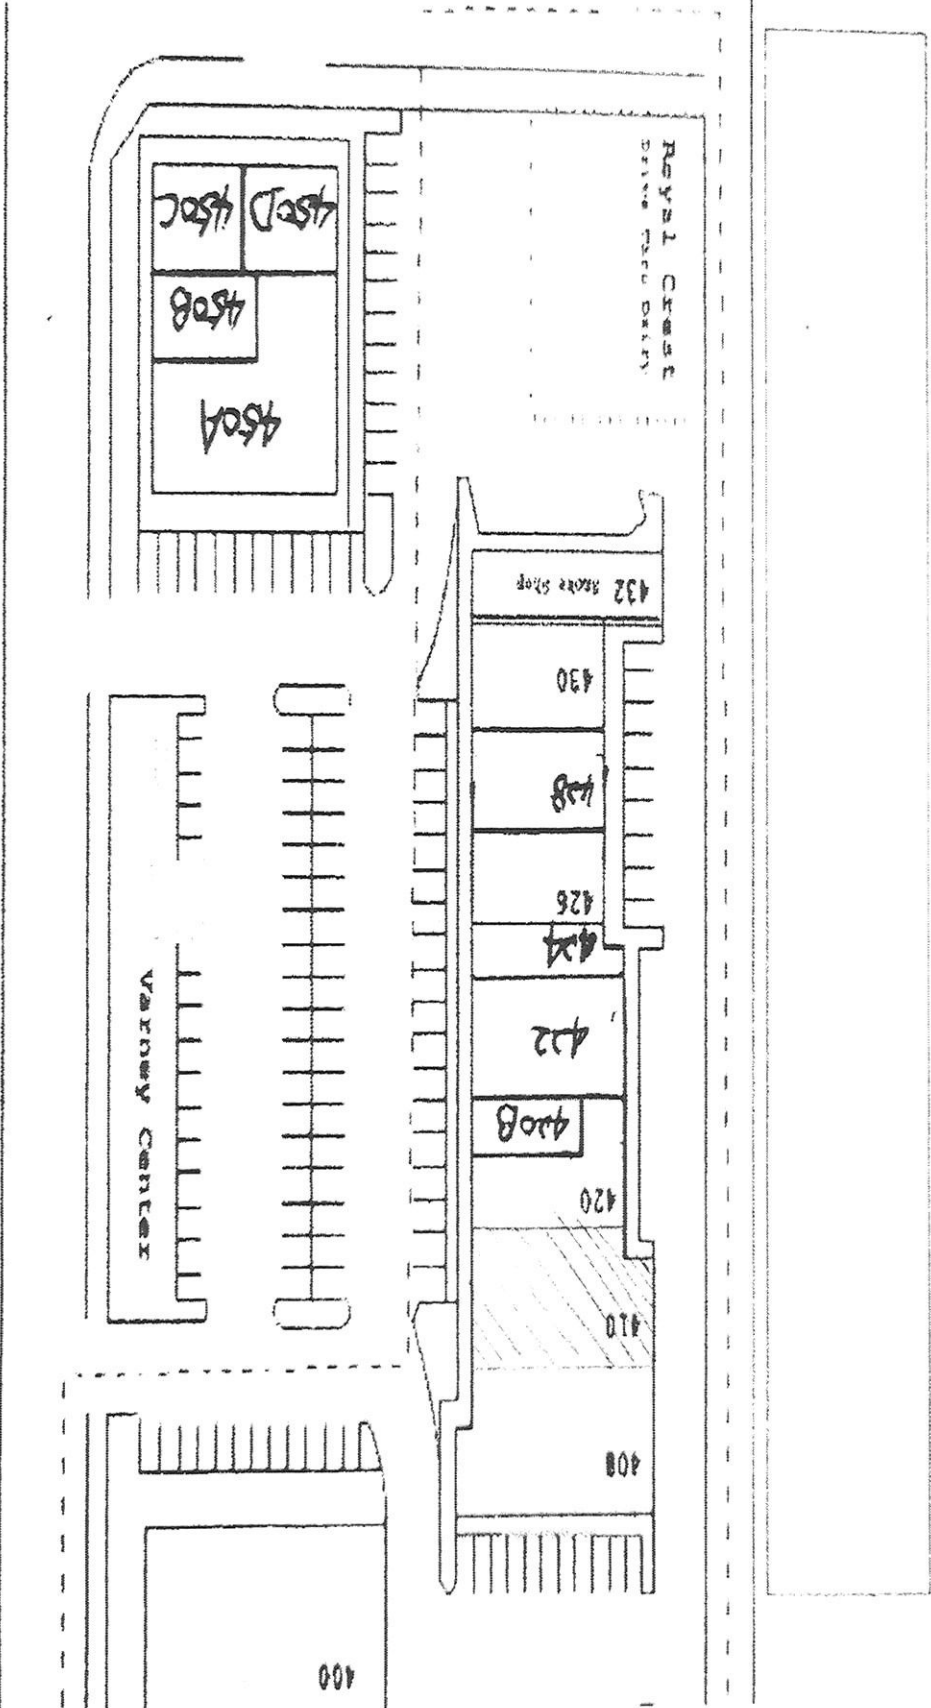 Royal Crest
Drive Thru Dairy
450C
450D
450B
450A
432 Smoke Shop
430
428
426
424
422
420B
420
410
408
Varney Center
400